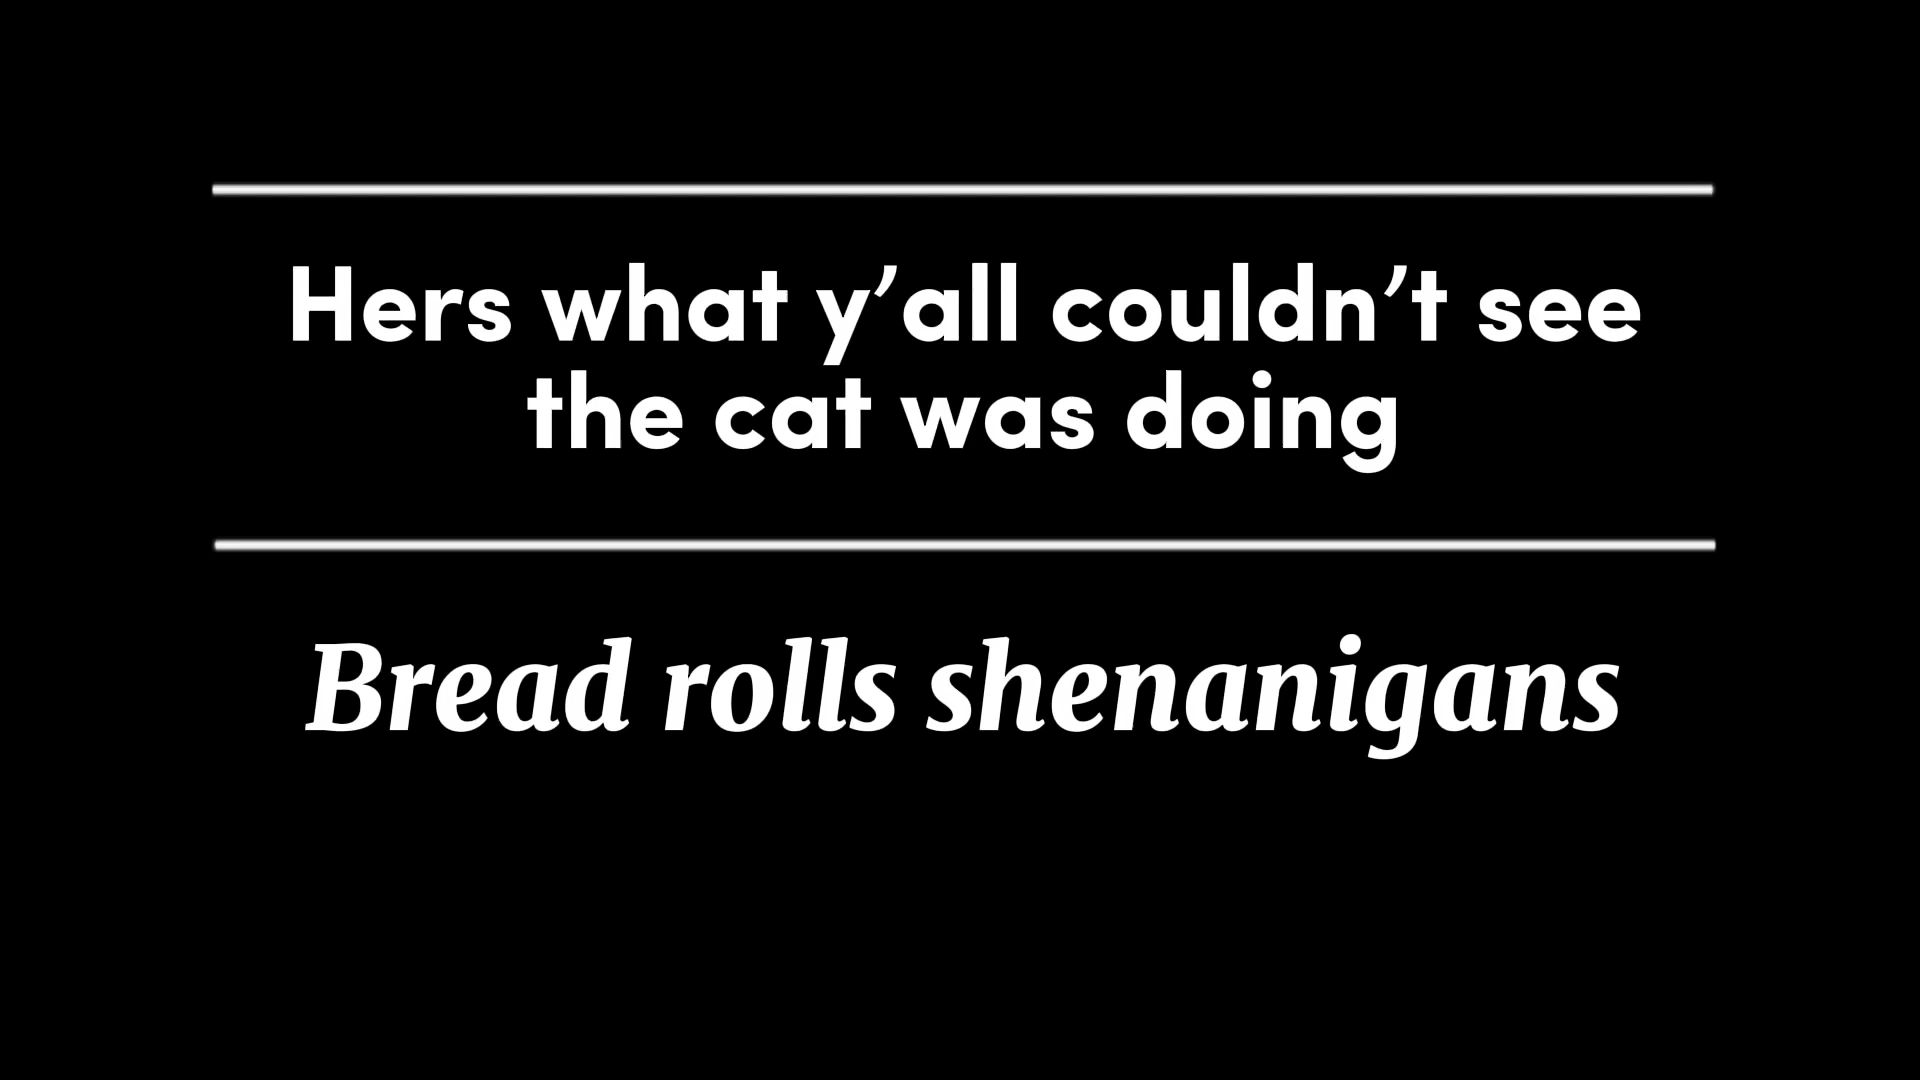 Hers what y’all couldn’t see
the cat was doing
Bread rolls shenanigans